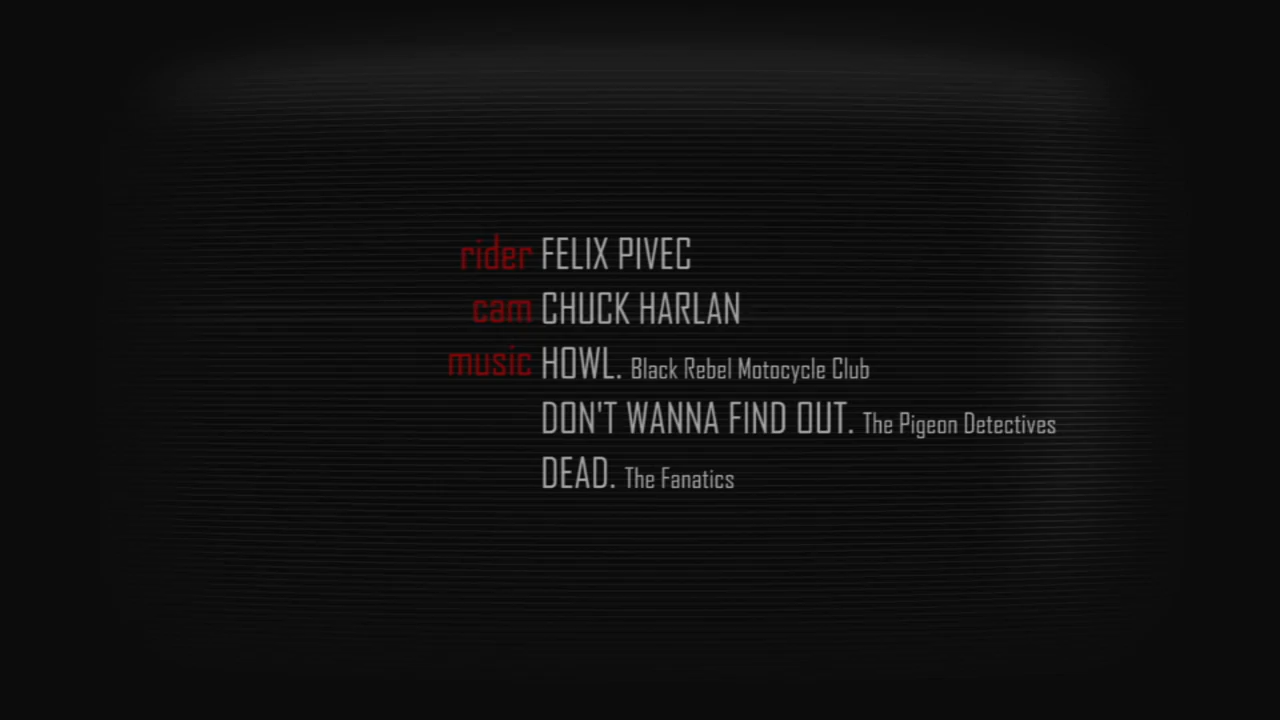 rider FELIX PIVEC
cam CHUCK HARLAN
music HOWL. Black Rebel Motocycle Club
DON'T WANNA FIND OUT. The Pigeon Detectives
DEAD. The Fanatics